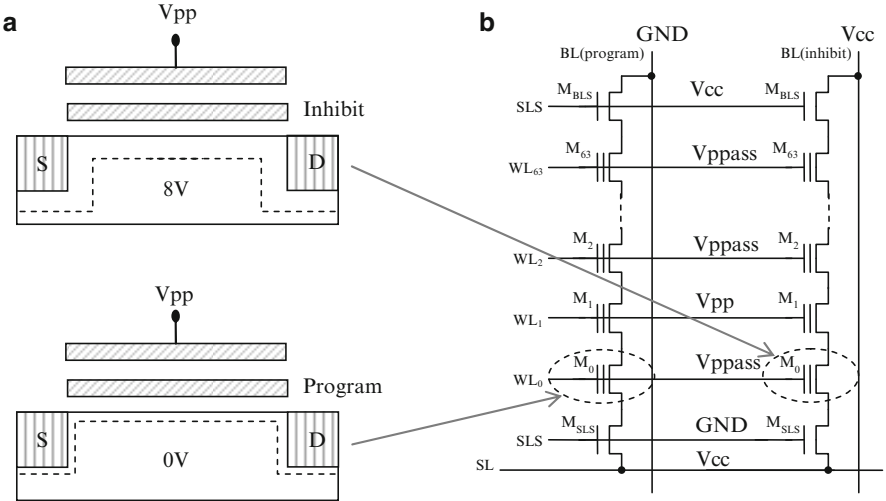 a
Vpp
Inhibit
S
D
8V
Vpp
Program
S
D
0V
b
GND
Vcc
BL(program)
BL(inhibit)
SLS
M_BLS
Vcc
M_BLS
WL_63
M_63
Vppass
M_63
WL_2
M_2
Vppass
M_2
WL_1
M_1
Vpp
M_1
WL_0
M_0
Vppass
M_0
SLS
M_SLS
GND
M_SLS
SL
Vcc